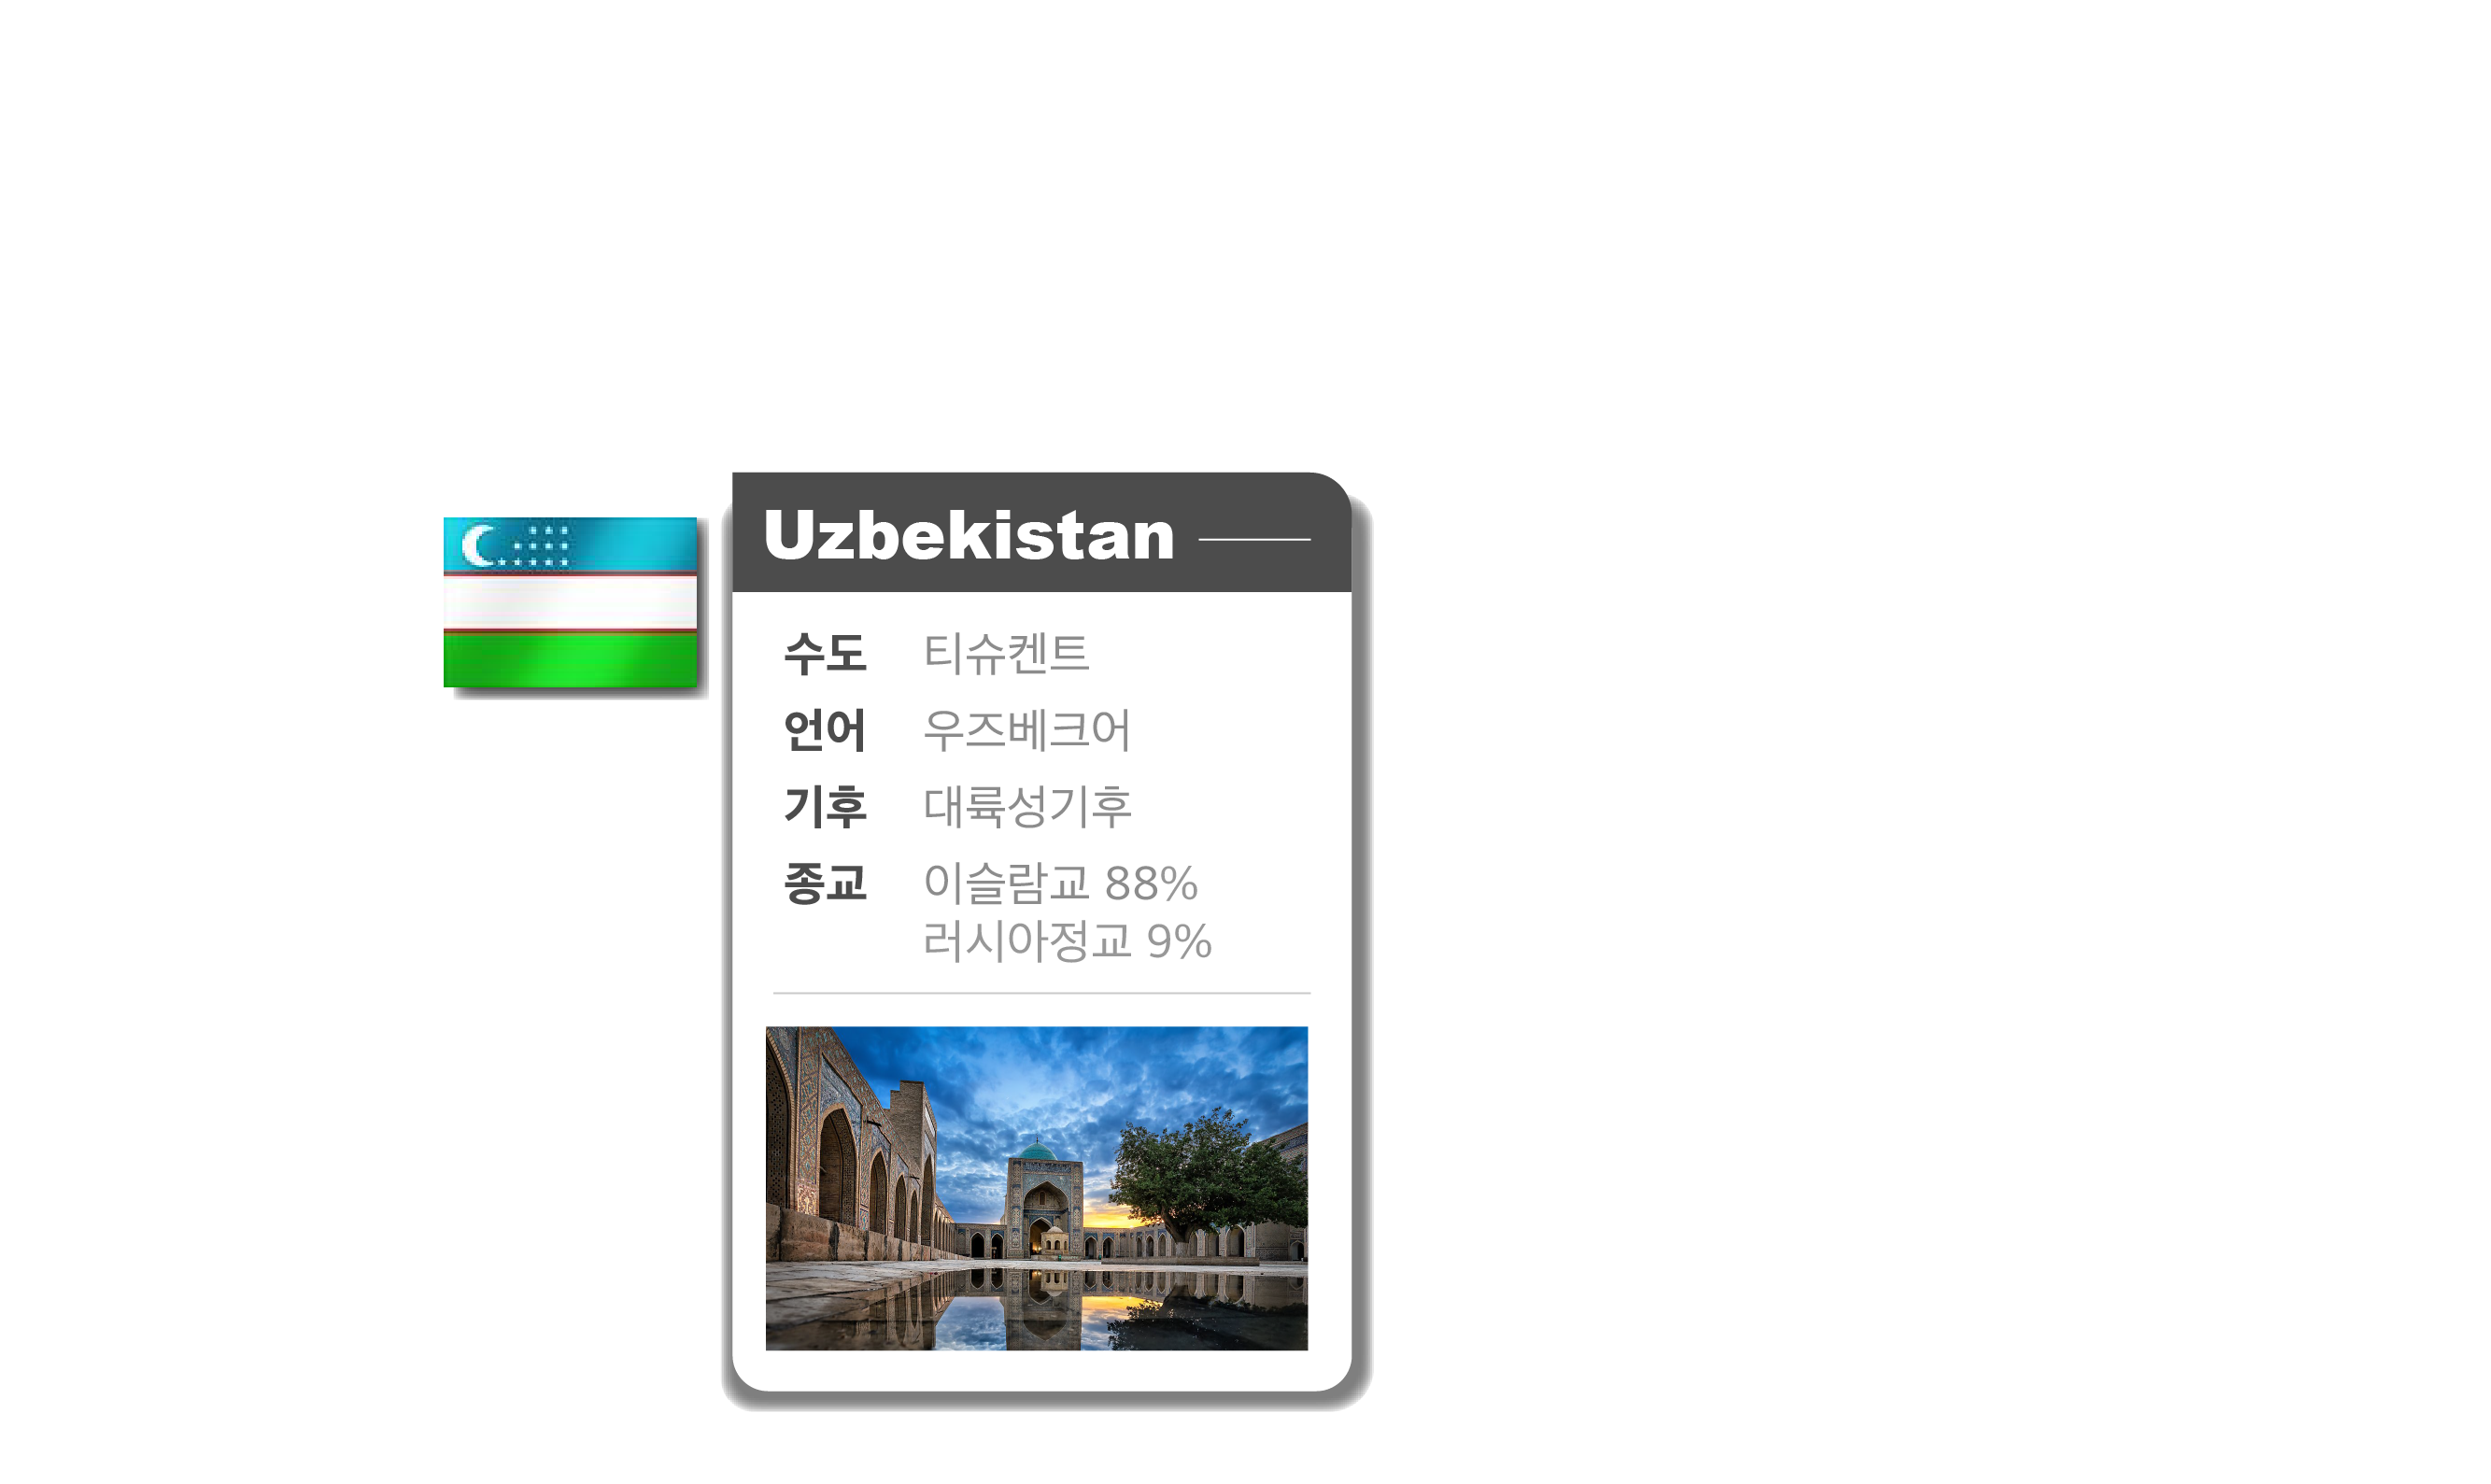 Uzbekistan
수도 티슈켄트
언어 우즈베크어
기후 대륙성기후
종교 이슬람교 88%
러시아정교 9%